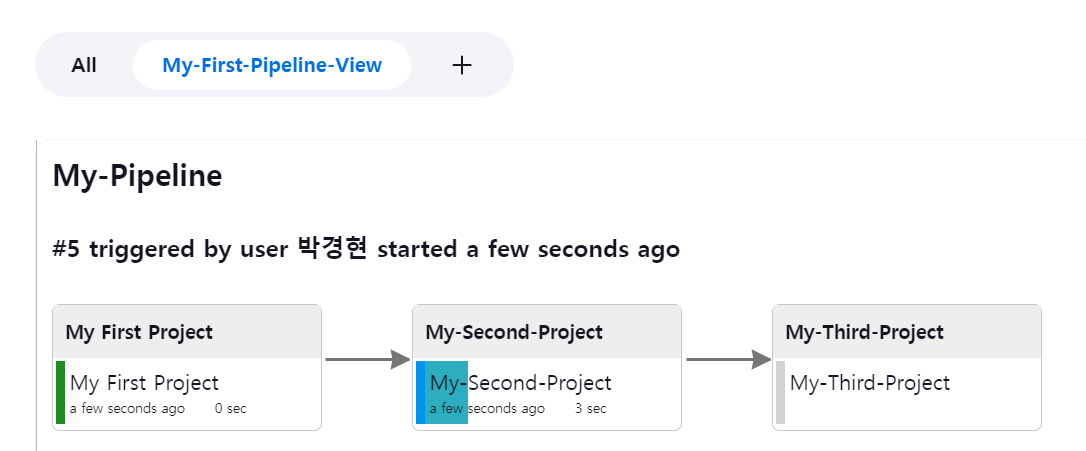 All My-First-Pipeline-View +
My-Pipeline
#5 triggered by user 박경현 started a few seconds ago
My First Project
My First Project
a few seconds ago 0 sec
My-Second-Project
My-Second-Project
a few seconds ago 3 sec
My-Third-Project
My-Third-Project